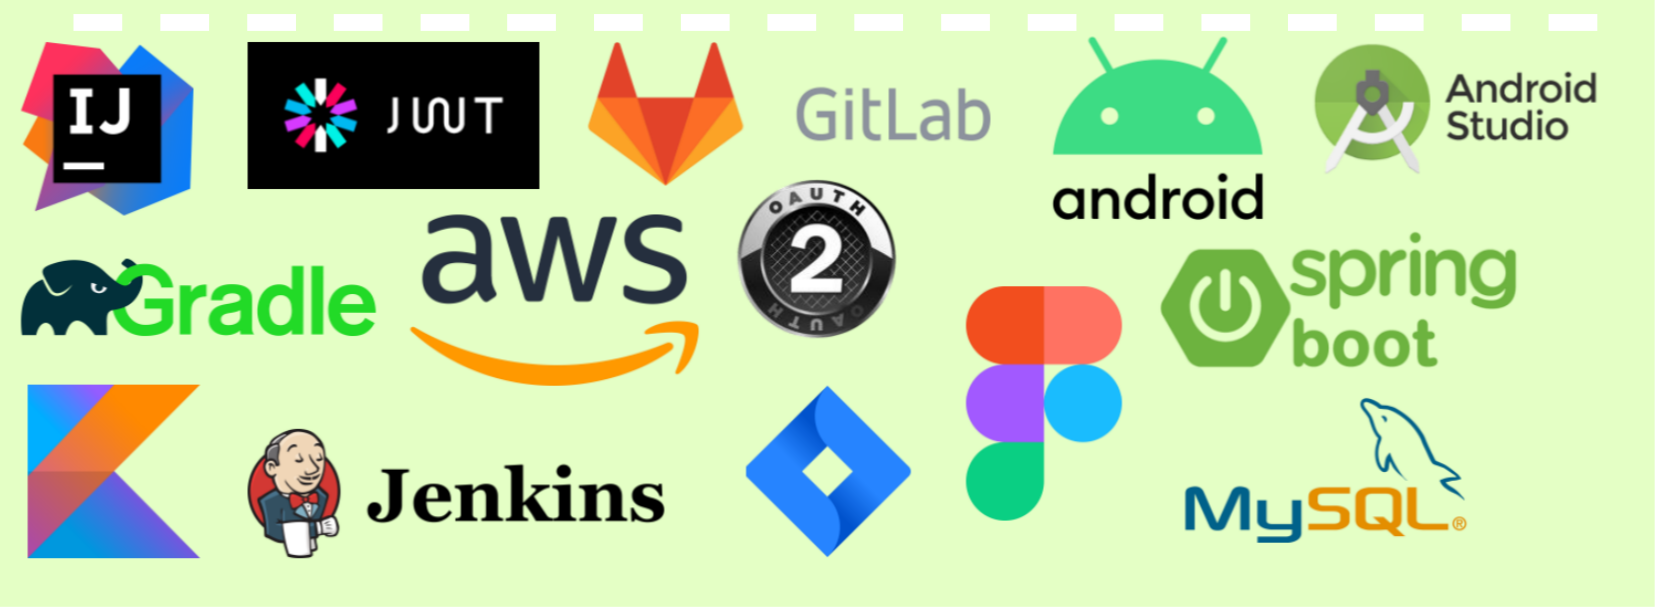 IJ
JWT
GitLab
android
Android
Studio
Gradle
aws
OAUTH
2
OAUTH
spring
boot
Jenkins
MySQL®